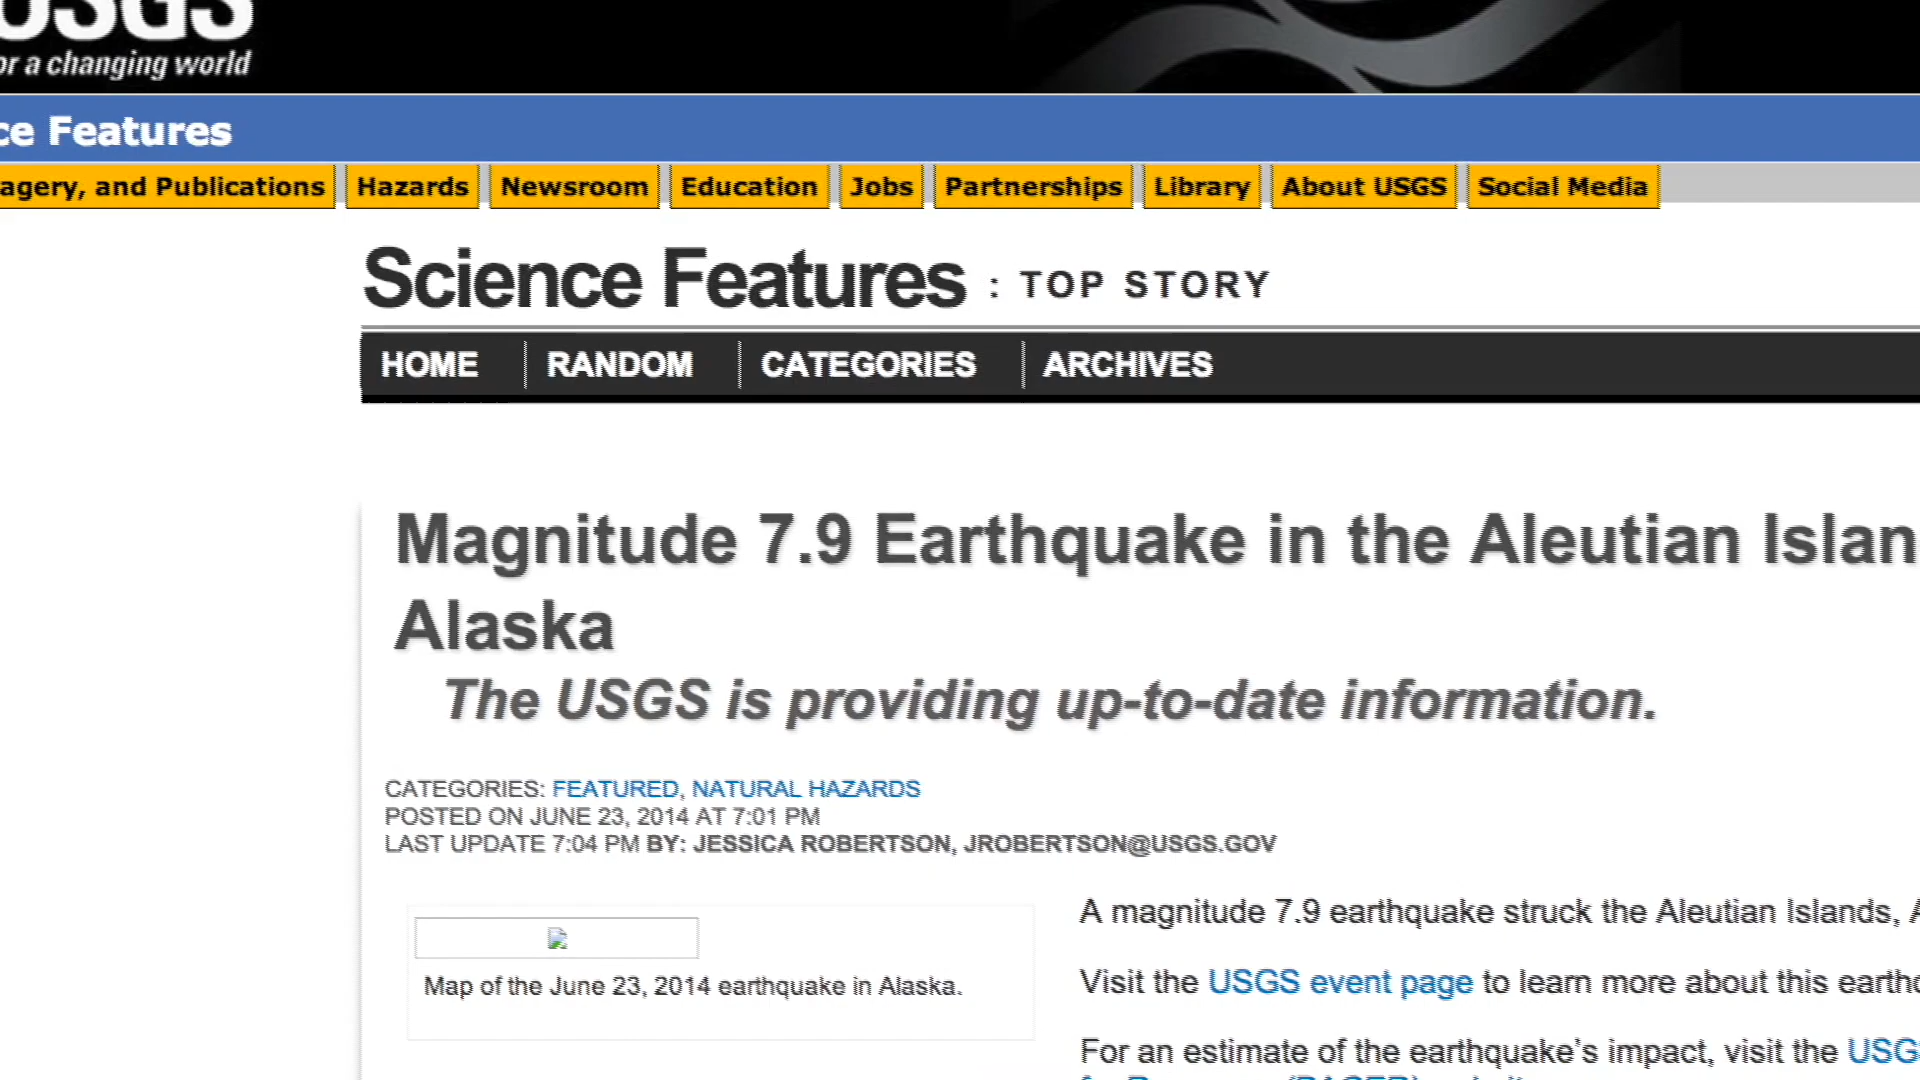 USGS
or a changing world
ce Features
agery, and Publications Hazards Newsroom Education Jobs Partnerships Library About USGS Social Media
Science Features : TOP STORY
HOME RANDOM CATEGORIES ARCHIVES
Magnitude 7.9 Earthquake in the Aleutian Islan
Alaska
The USGS is providing up-to-date information.
CATEGORIES: FEATURED, NATURAL HAZARDS
POSTED ON JUNE 23, 2014 AT 7:01 PM
LAST UPDATE 7:04 PM BY: JESSICA ROBERTSON, JROBERTSON@USGS.GOV
Map of the June 23, 2014 earthquake in Alaska.
A magnitude 7.9 earthquake struck the Aleutian Islands, A
Visit the USGS event page to learn more about this earthq
For an estimate of the earthquake's impact, visit the USGS